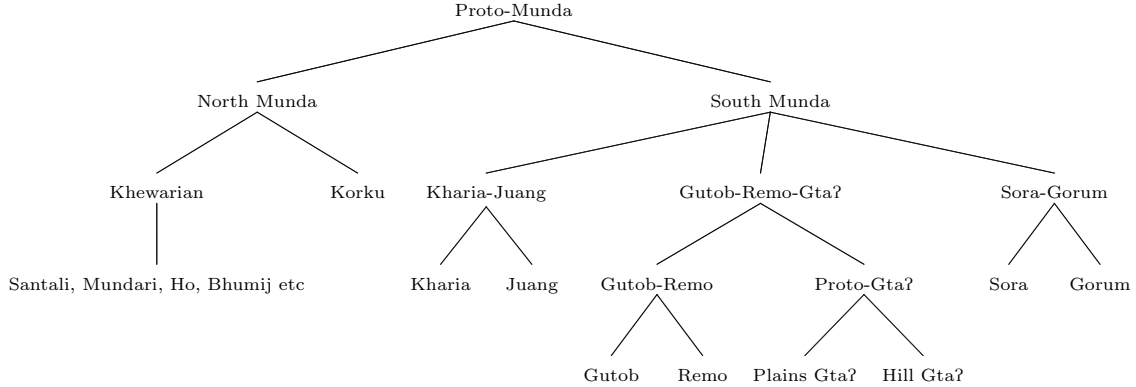 Proto-Munda
North Munda South Munda
Khewarian Korku Kharia-Juang Gutob-Remo-Gtaʔ Sora-Gorum
Santali, Mundari, Ho, Bhumij etc Kharia Juang Gutob-Remo Proto-Gtaʔ Sora Gorum
Gutob Remo Plains Gtaʔ Hill Gtaʔ